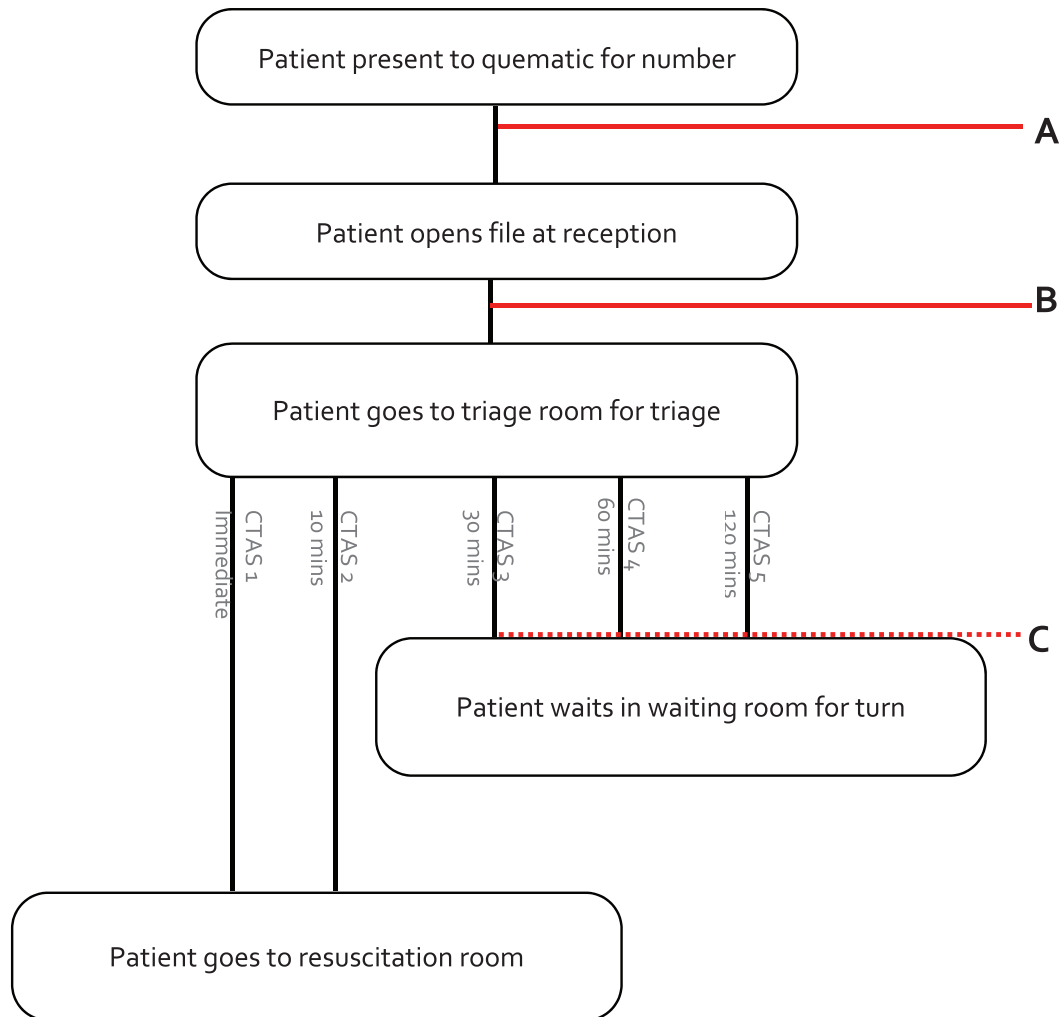 Patient present to quematic for number
A
Patient opens file at reception
B
Patient goes to triage room for triage
CTAS 1
Immediate
CTAS 2
10 mins
CTAS 3
30 mins
CTAS 4
60 mins
CTAS 5
120 mins
C
Patient waits in waiting room for turn
Patient goes to resuscitation room